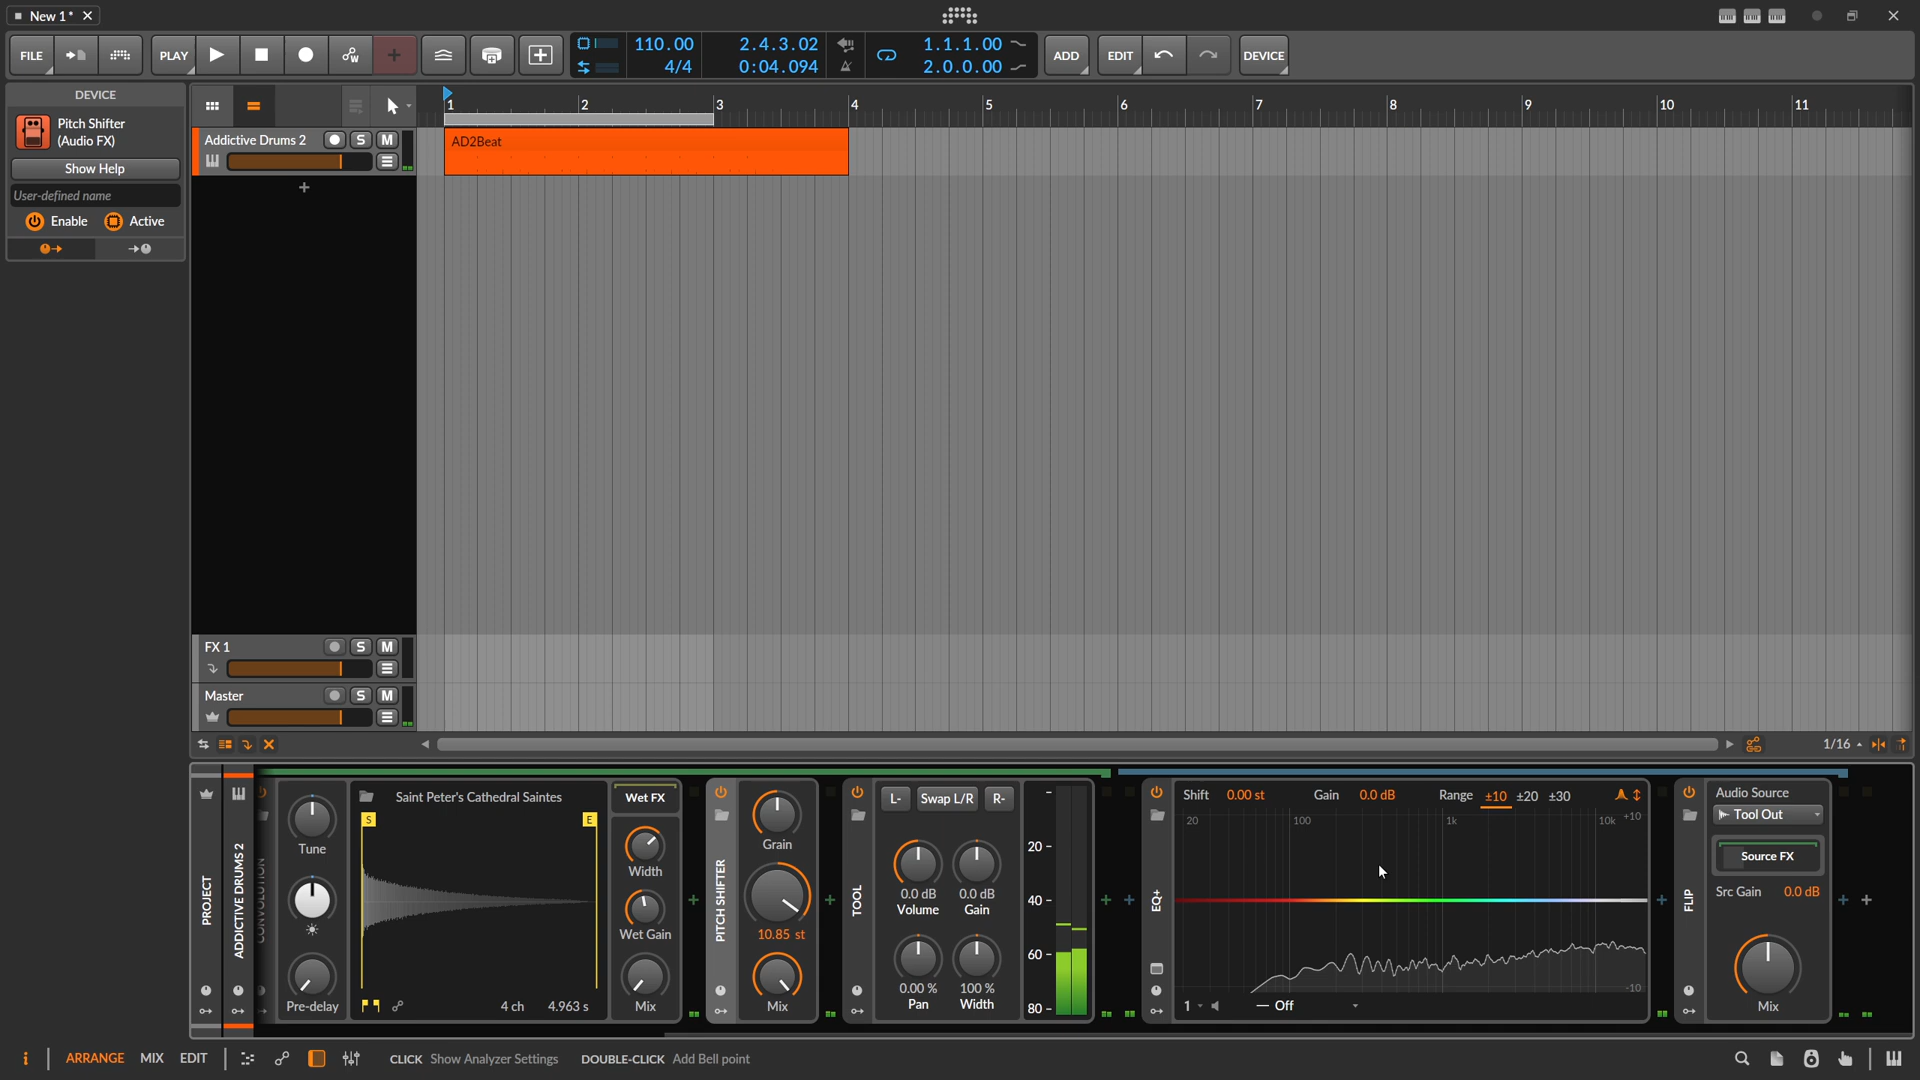 New 1*
FILE
PLAY
110.00
4/4
2.4.3.02
0:04.094
1.1.1.00
2.0.0.00
ADD
EDIT
DEVICE
DEVICE
Pitch Shifter
(Audio FX)
Show Help
User-defined name
Enable
Active
1 2 3 4 5 6 7 8 9 10 11
Addictive Drums 2
S
M
AD2Beat
FX 1
S
M
Master
S
M
1/16
PROJECT
ADDICTIVE DRUMS 2
CONVOLUTION
Tune
Pre-delay
Saint Peter's Cathedral Saintes
S
E
4 ch
4.963 s
Wet FX
Width
Wet Gain
Mix
PITCH SHIFTER
Grain
10.85 st
Mix
TOOL
L-
Swap L/R
R-
0.0 dB
Volume
0.0 dB
Gain
0.00 %
Pan
100 %
Width
20
40
60
80
EQ+
Shift 0.00 st
Gain 0.0 dB
Range ±10 ±20 ±30
20
100
1k
10k
+10
-10
1
Off
FLIP
Audio Source
Tool Out
Source FX
Src Gain 0.0 dB
Mix
i
ARRANGE
MIX
EDIT
CLICK Show Analyzer Settings
DOUBLE-CLICK Add Bell point